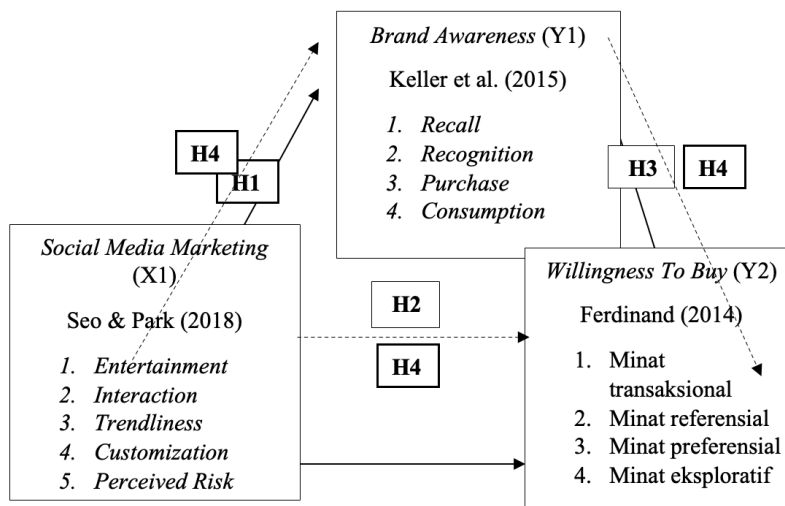 Brand Awareness (Y1)
Keller et al. (2015)
1. Recall
2. Recognition
3. Purchase
4. Consumption
H4
H1
H3
H4
Social Media Marketing
(X1)
Seo & Park (2018)
1. Entertainment
2. Interaction
3. Trendliness
4. Customization
5. Perceived Risk
H2
H4
Willingness To Buy (Y2)
Ferdinand (2014)
1. Minat
transaksional
2. Minat referensial
3. Minat preferensial
4. Minat eksploratif